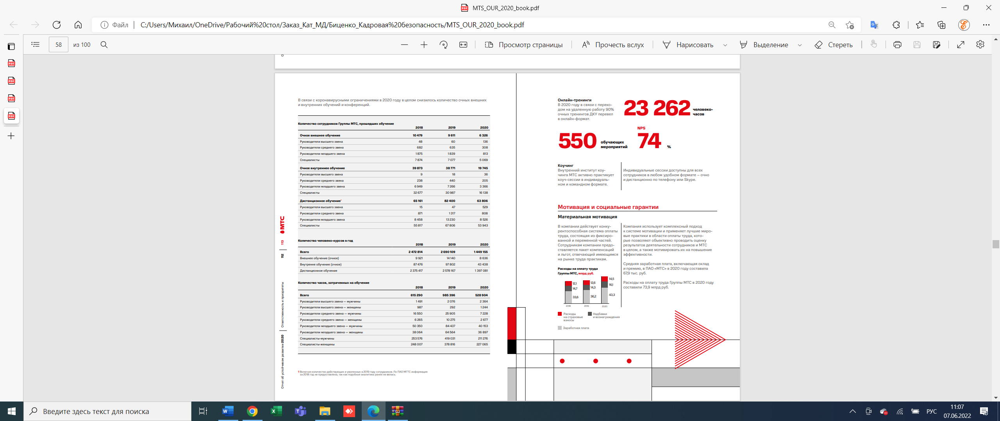 MTS_OUR_2020_book.pdf
Файл
C:/Users/Михаил/OneDrive/Рабочий%20стол/Заказ_Кат_МД/Биценко_Кадровая%20безопасность/MTS_OUR_2020_book.pdf
58 из 100
Просмотр страницы
Прочесть вслух
Нарисовать
Выделение
Стереть
В связи с коронавирусными ограничениями в 2020 году в целом снизилось количество очных внешних
и внутренних обучений и конференций.
Количество сотрудников Группы МТС, прошедших обучение
2018 2019 2020
Очное внешнее обучение 10 479 9 611 6 326
Руководители высшего звена 48 60 136
Руководители среднего звена 682 635 308
Руководители младшего звена 1 875 1 839 813
Специалисты 7 874 7 077 5 069
Очное внутреннее обучение 39 873 38 771 19 745
Руководители высшего звена 9 18 36
Руководители среднего звена 238 440 205
Руководители младшего звена 6 949 7 266 3 366
Специалисты 32 677 30 987 16 138
Дистанционное обучение¹ 65 161 82 400 63 806
Руководители высшего звена 15 47 529
Руководители среднего звена 871 1 317 808
Руководители младшего звена 8 458 13 230 8 526
Специалисты 55 817 67 806 53 943
Количество человеко-курсов в год
2018 2019 2020
Всего 2 472 814 2 690 109 1 449 155
Внешнее обучение (очное) 9 921 14 140 8 636
Внутренне обучение (очное) 87 476 97 802 43 438
Дистанционное обучение 2 375 417 2 578 167 1 397 081
Количество часов, затраченных на обучение
2018 2019 2020
Всего 615 290 985 396 528 904
Руководители высшего звена — мужчины 1 491 2 076 2 364
Руководители высшего звена — женщины 987 292 1 244
Руководители среднего звена — мужчины 16 550 25 905 7 228
Руководители среднего звена — женщины 6 265 10 275 2 677
Руководители младшего звена — мужчины 50 350 84 437 40 153
Руководители младшего звена — женщины 38 064 64 564 36 897
Специалисты-мужчины 253 576 419 031 211 276
Специалисты-женщины 248 007 378 816 227 065
1 Включая количество действующих и уволенных в 2019 году сотрудников. По ПАО МГТС информация
за 2018 год не предоставлена, так как подобная аналитика ранее не велась.
МТС
113
112
Ответственность и приоритеты
Отчет об устойчивом развитии 2020
Онлайн-тренинги
В 2020 году в связи с перехо-
дом на удаленную работу 90%
очных тренингов ДКУ перевел
в онлайн-формат.
23 262 человеко-
часов
550 обучающих
мероприятий
NPS
74 %
Коучинг
Внутренний институт коу-
чинга МТС активно практикует
коуч-сессии в индивидуаль-
ном и командном формате.
Индивидуальные сессии доступны для всех
сотрудников в любом удобном формате – очно
и дистанционно по телефону или Skype.
Мотивация и социальные гарантии
Материальная мотивация
В компании действует конку-
рентоспособная система оплаты
труда, состоящая из фиксиро-
ванной и переменной частей.
Сотрудникам компании предо-
ставляется пакет компенсаций
и льгот, отвечающий имеющимся
на рынке труда практикам.
Компания использует комплексный подход
к системе мотивации и применяет лучшие миро-
вые практики в области оплаты труда, кото-
рые позволяют объективно проводить оценку
результатов деятельности сотрудников и МТС
в целом, а также мотивировать их на повышение
эффективности.
Средняя заработная плата, включающая оклад
и премию, в ПАО «МТС» в 2020 году составила
67,9 тыс. руб.
Расходы на оплату труда Группы МТС в 2020 году
составили 73,9 млрд руб.
Расходы на оплату труда
Группы МТС, млрд руб.
12,1 12,6 14,5
14,7 14,3 16,1
33,6 36,2 43,3
2018 2019 2020
Расходы
на страховые
взносы
Надбавки
и вознаграждения
Заработная плата
Введите здесь текст для поиска
РУС
11:07
07.06.2022